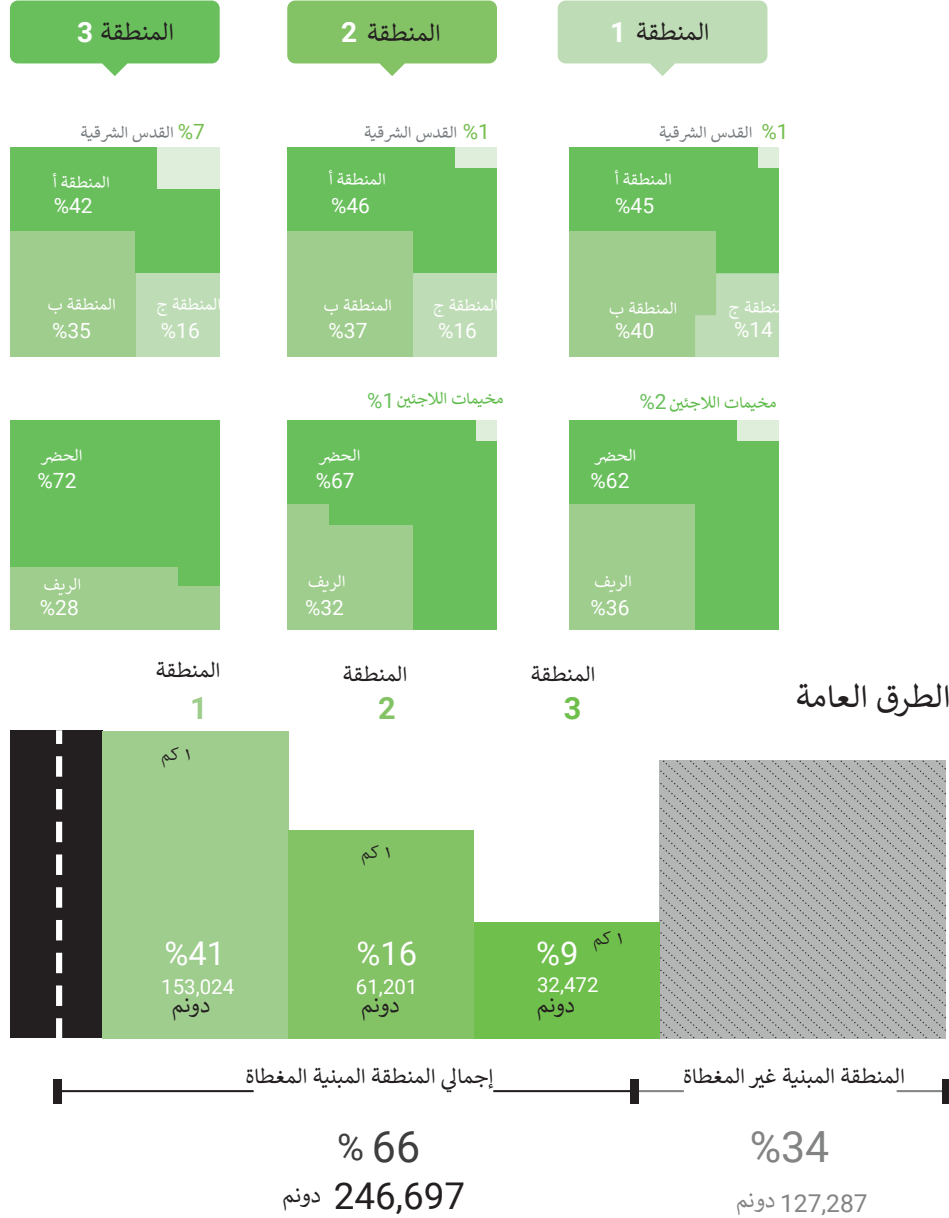 المنطقة 1
المنطقة 2
المنطقة 3
%1 القدس الشرقية
%1 القدس الشرقية
%7 القدس الشرقية
المنطقة أ
%45
المنطقة ب
%40
منطقة ج
%14
المنطقة أ
%46
المنطقة ب
%37
المنطقة ج
%16
المنطقة أ
%42
المنطقة ب
%35
المنطقة ج
%16
مخيمات اللاجئين 2%
مخيمات اللاجئين 1%
الحضر
%62
الريف
%36
الحضر
%67
الريف
%32
الحضر
%72
الريف
%28
الطرق العامة
المنطقة
1
المنطقة
2
المنطقة
3
١ كم
%41
153,024
دونم
١ كم
%16
61,201
دونم
١ كم
%9
32,472
دونم
إجمالي المنطقة المبنية المغطاة
% 66
246,697 دونم
المنطقة المبنية غير المغطاة
%34
127,287 دونم